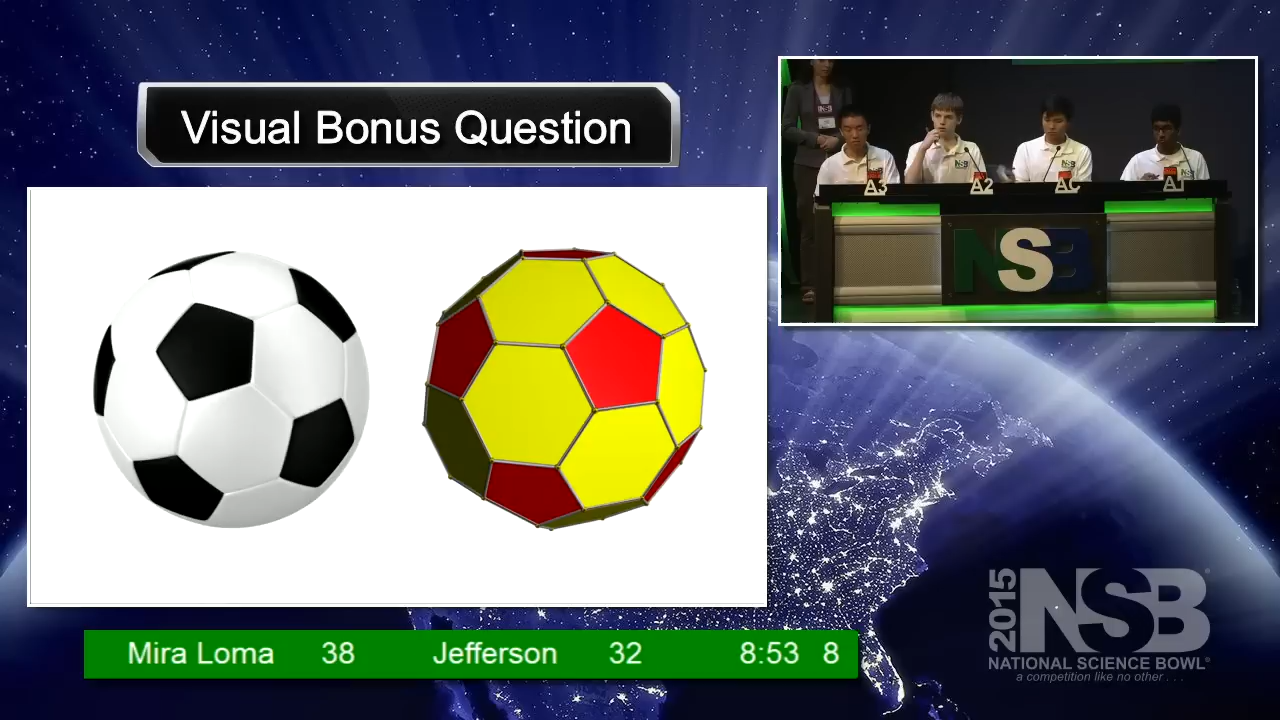 Visual Bonus Question
NSB
A3
A2
AC
A1
NSB
Mira Loma 38 Jefferson 32 8:53 8
2015
NSB
NATIONAL SCIENCE BOWL®
a competition like no other . . .